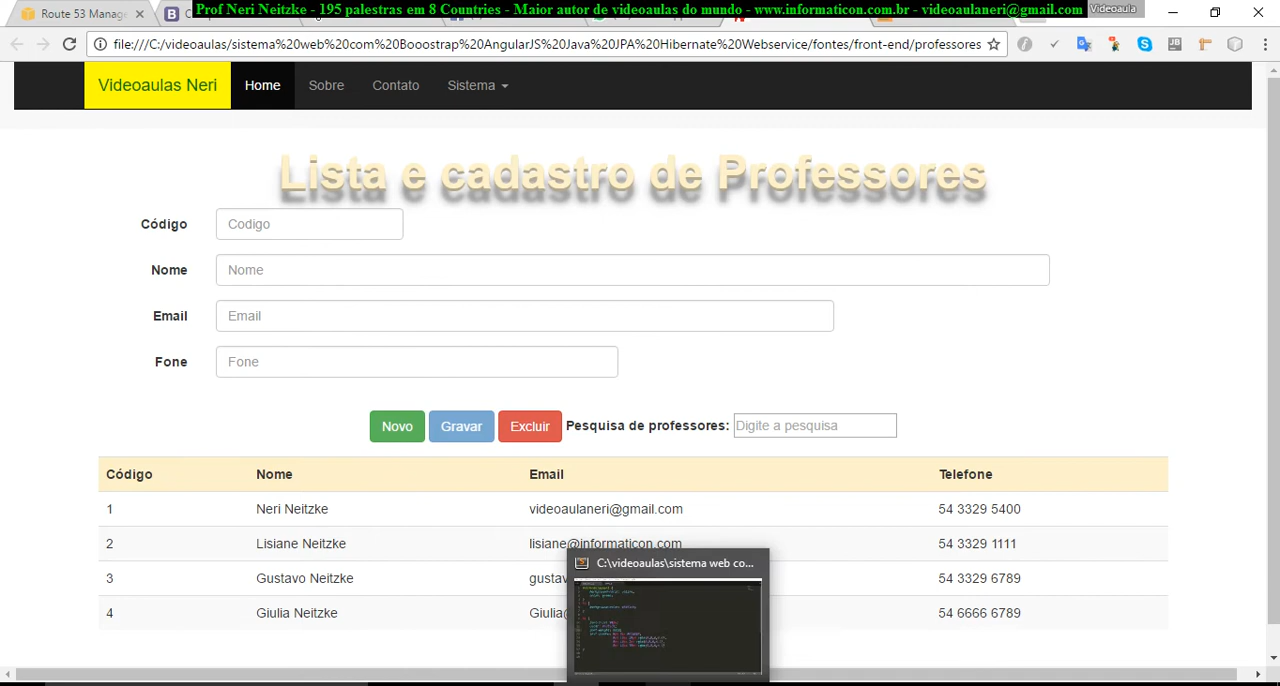 Route 53 Manag
B
Prof Neri Neitzke - 195 palestras em 8 Countries - Maior autor de videoaulas do mundo - www.informaticon.com.br - videoaulaneri@gmail.com
Videoaula
file:///C:/videoaulas/sistema%20web%20com%20Booostrap%20AngularJS%20Java%20JPA%20Hibernate%20Webservice/fontes/front-end/professores
Videoaulas Neri
Home
Sobre
Contato
Sistema
Lista e cadastro de Professores
Código
Codigo
Nome
Nome
Email
Email
Fone
Fone
Novo
Gravar
Excluir
Pesquisa de professores:
Digite a pesquisa
Código Nome Email Telefone
1 Neri Neitzke videoaulaneri@gmail.com 54 3329 5400
2 Lisiane Neitzke lisiane@informaticon.com 54 3329 1111
3 Gustavo Neitzke gustav 54 3329 6789
4 Giulia Neitzke Giulia@ 54 6666 6789
C:\videoaulas\sistema web co...